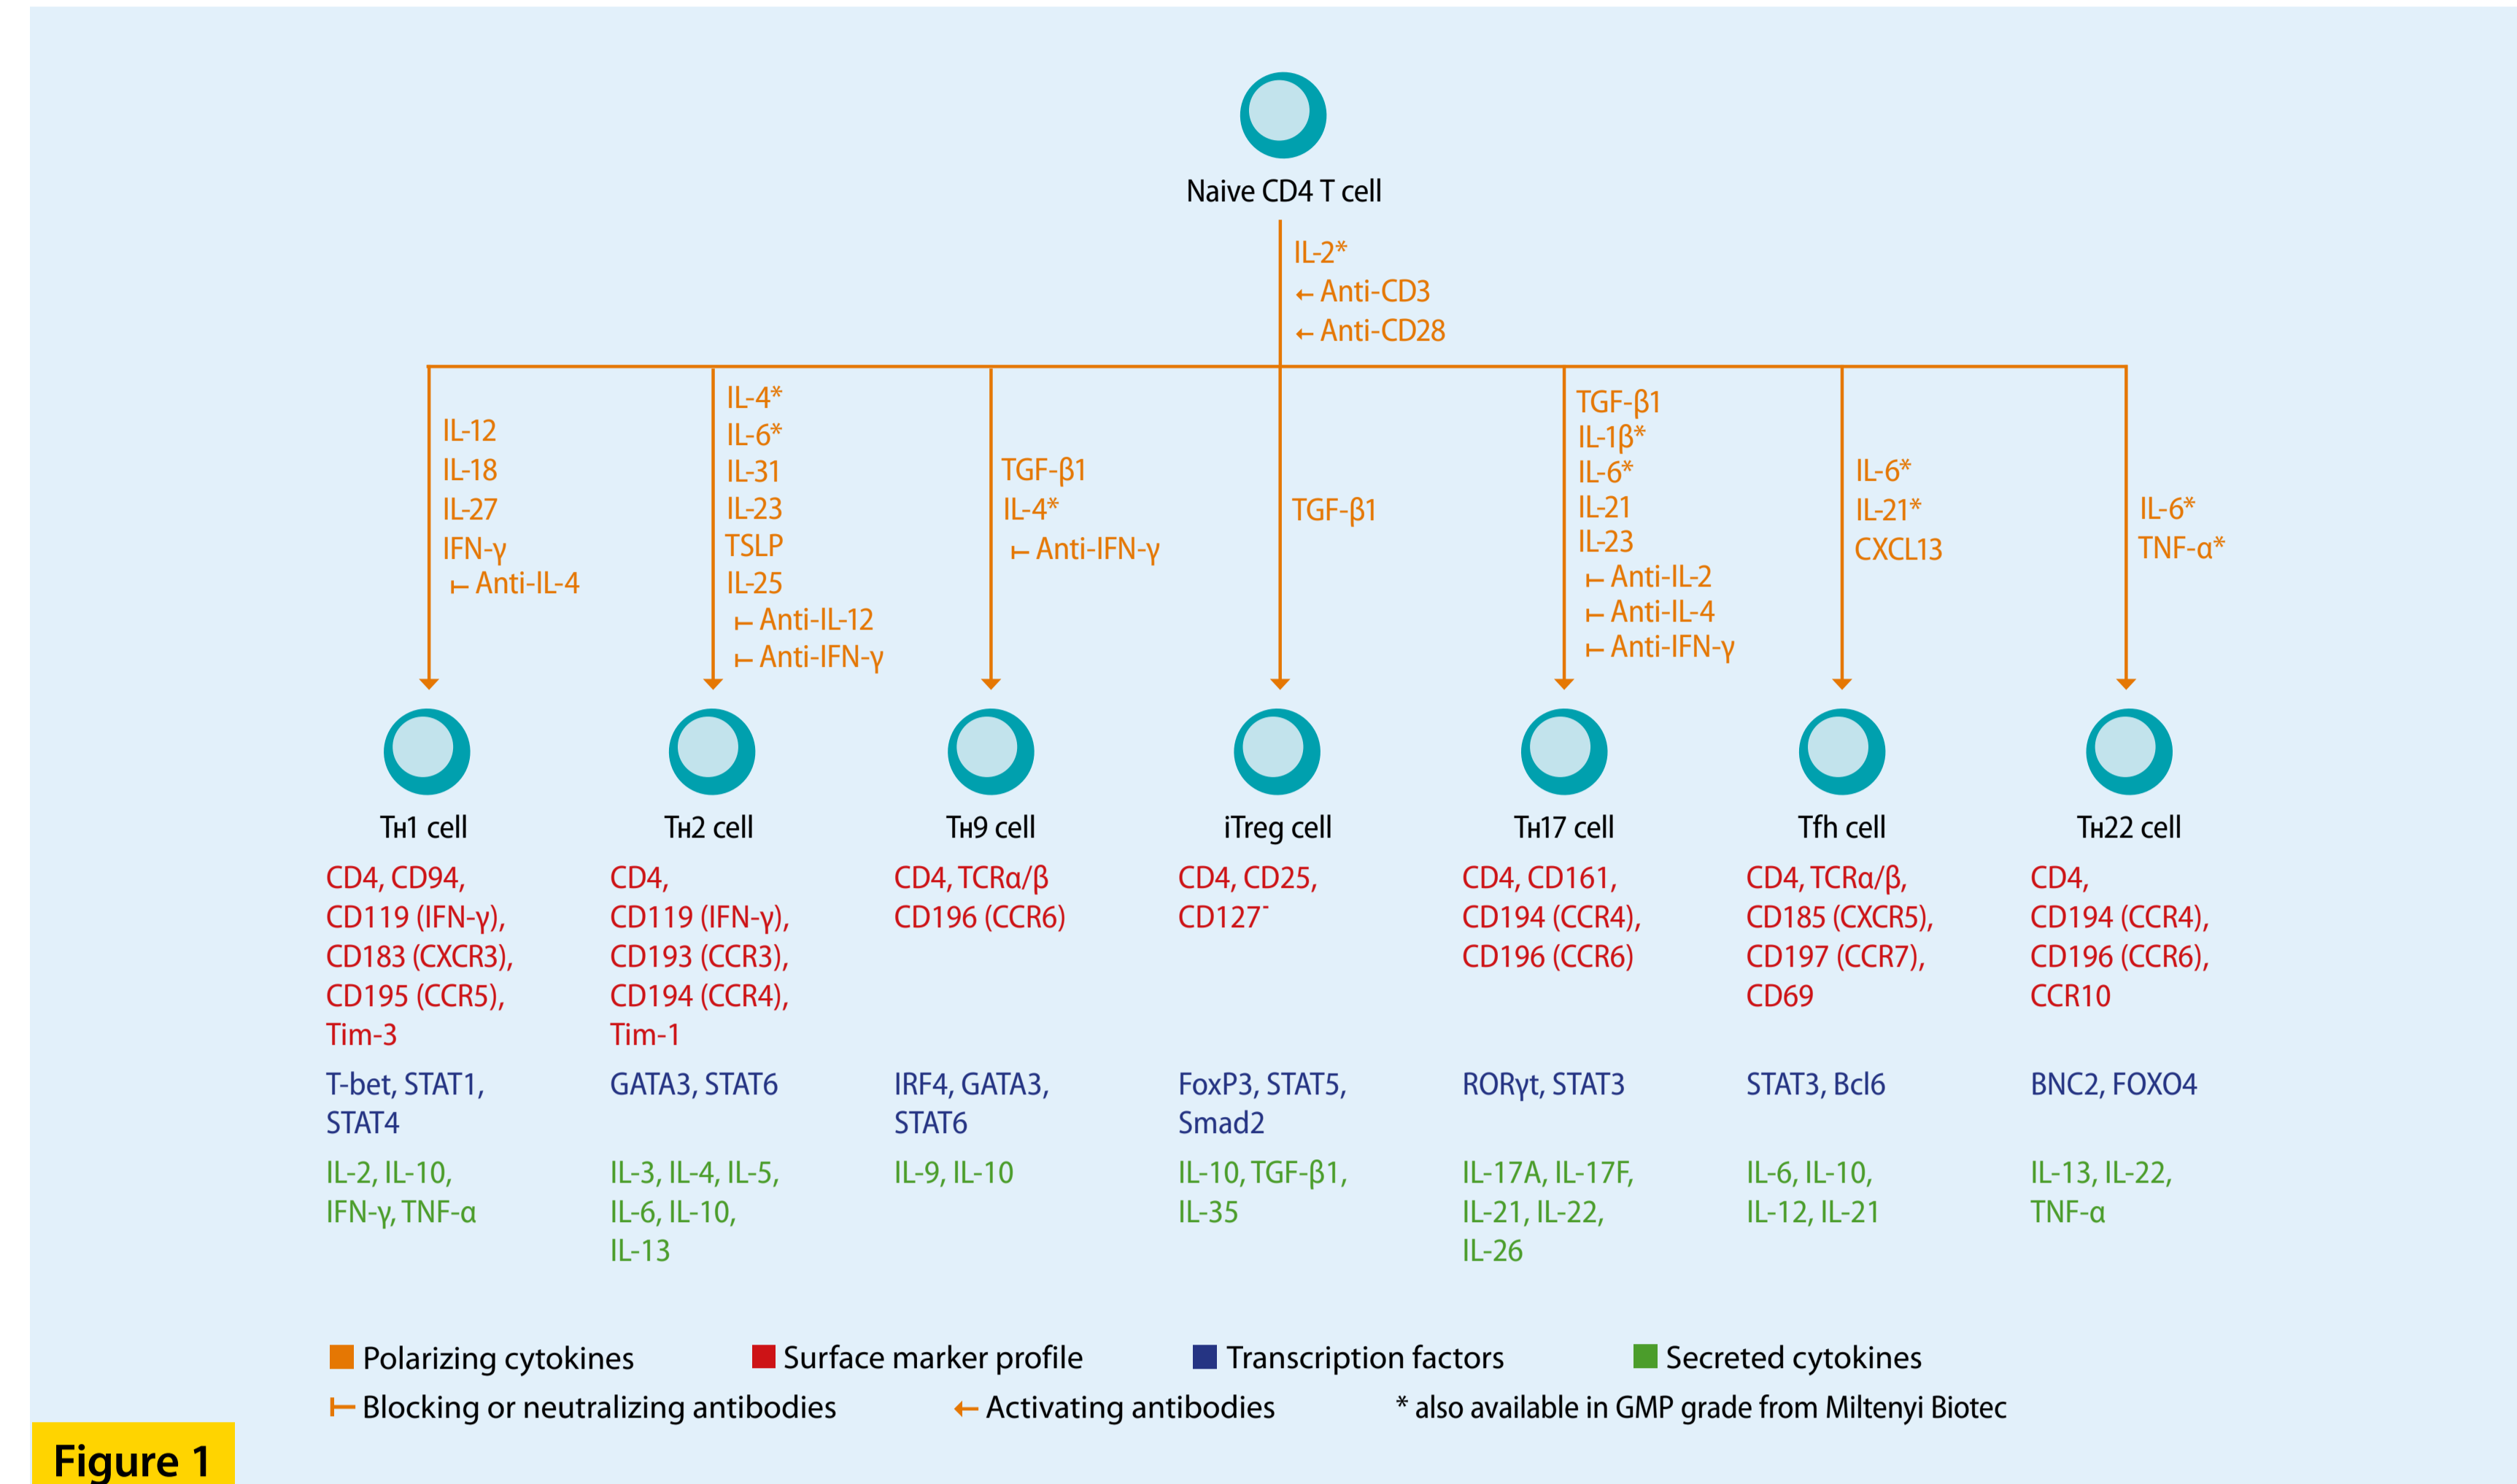 Naive CD4 T cell
IL-2*
← Anti-CD3
← Anti-CD28
IL-12
IL-18
IL-27
IFN-γ
⊢ Anti-IL-4
IL-4*
IL-6*
IL-31
IL-23
TSLP
IL-25
⊢ Anti-IL-12
⊢ Anti-IFN-γ
TGF-β1
IL-4*
⊢ Anti-IFN-γ
TGF-β1
TGF-β1
IL-1β*
IL-6*
IL-21
IL-23
⊢ Anti-IL-2
⊢ Anti-IL-4
⊢ Anti-IFN-γ
IL-6*
IL-21*
CXCL13
IL-6*
TNF-α*
TH1 cell
CD4, CD94,
CD119 (IFN-γ),
CD183 (CXCR3),
CD195 (CCR5),
Tim-3
T-bet, STAT1,
STAT4
IL-2, IL-10,
IFN-γ, TNF-α
TH2 cell
CD4,
CD119 (IFN-γ),
CD193 (CCR3),
CD194 (CCR4),
Tim-1
GATA3, STAT6
IL-3, IL-4, IL-5,
IL-6, IL-10,
IL-13
TH9 cell
CD4, TCRα/β
CD196 (CCR6)
IRF4, GATA3,
STAT6
IL-9, IL-10
iTreg cell
CD4, CD25,
CD127⁻
FoxP3, STAT5,
Smad2
IL-10, TGF-β1,
IL-35
TH17 cell
CD4, CD161,
CD194 (CCR4),
CD196 (CCR6)
RORγt, STAT3
IL-17A, IL-17F,
IL-21, IL-22,
IL-26
Tfh cell
CD4, TCRα/β,
CD185 (CXCR5),
CD197 (CCR7),
CD69
STAT3, Bcl6
IL-6, IL-10,
IL-12, IL-21
TH22 cell
CD4,
CD194 (CCR4),
CD196 (CCR6),
CCR10
BNC2, FOXO4
IL-13, IL-22,
TNF-α
Polarizing cytokines
Surface marker profile
Transcription factors
Secreted cytokines
⊢ Blocking or neutralizing antibodies
← Activating antibodies
* also available in GMP grade from Miltenyi Biotec
Figure 1